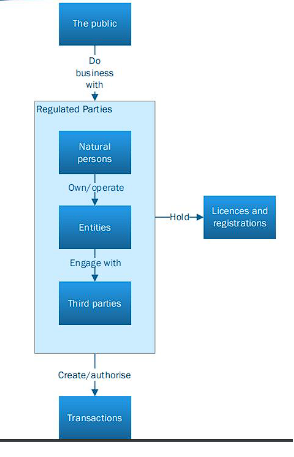 The public
Do
business
with
Regulated Parties
Natural
persons
Own/operate
Entities
Hold
Licences and
registrations
Engage with
Third parties
Create/authorise
Transactions